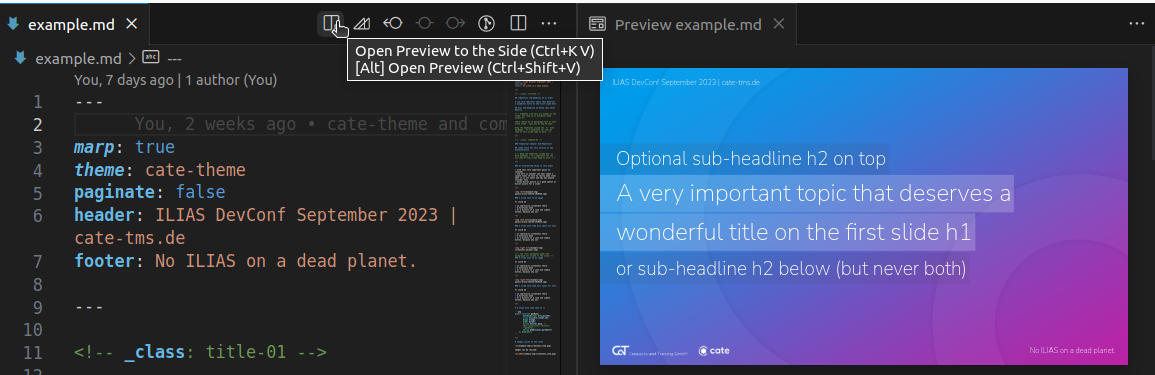 example.md
Preview example.md
Open Preview to the Side (Ctrl+K V)
[Alt] Open Preview (Ctrl+Shift+V)
example.md > abc ---
You, 7 days ago | 1 author (You)
1 ---
2 You, 2 weeks ago • cate-theme and com
3 marp: true
4 theme: cate-theme
5 paginate: false
6 header: ILIAS DevConf September 2023 |
cate-tms.de
7 footer: No ILIAS on a dead planet.
8
9 ---
10
11 <!-- _class: title-01 -->
12
ILIAS DevConf September 2023 | cate-tms.de
Optional sub-headline h2 on top
A very important topic that deserves a
wonderful title on the first slide h1
or sub-headline h2 below (but never both)
CaT Concepts and Training GmbH cate
No ILIAS on a dead planet.